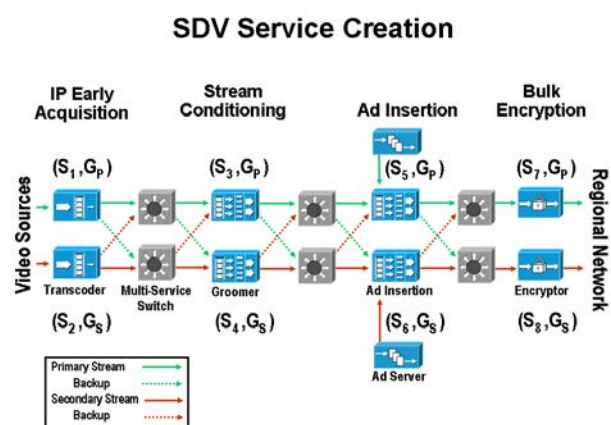 SDV Service Creation
IP Early
Acquisition
Stream
Conditioning
Ad Insertion
Bulk
Encryption
(S1,GP)
(S3,GP)
(S5,GP)
(S7,GP)
Video Sources
Regional Network
Transcoder
Multi-Service
Switch
Groomer
Ad Insertion
Encryptor
(S2,GS)
(S4,GS)
(S6,GS)
(S8,GS)
Ad Server
Primary Stream
Backup
Secondary Stream
Backup